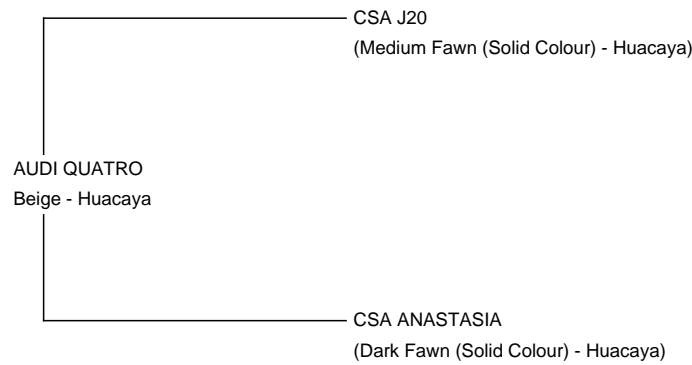 CSA J20
(Medium Fawn (Solid Colour) - Huacaya)
AUDI QUATRO
Beige - Huacaya
CSA ANASTASIA
(Dark Fawn (Solid Colour) - Huacaya)